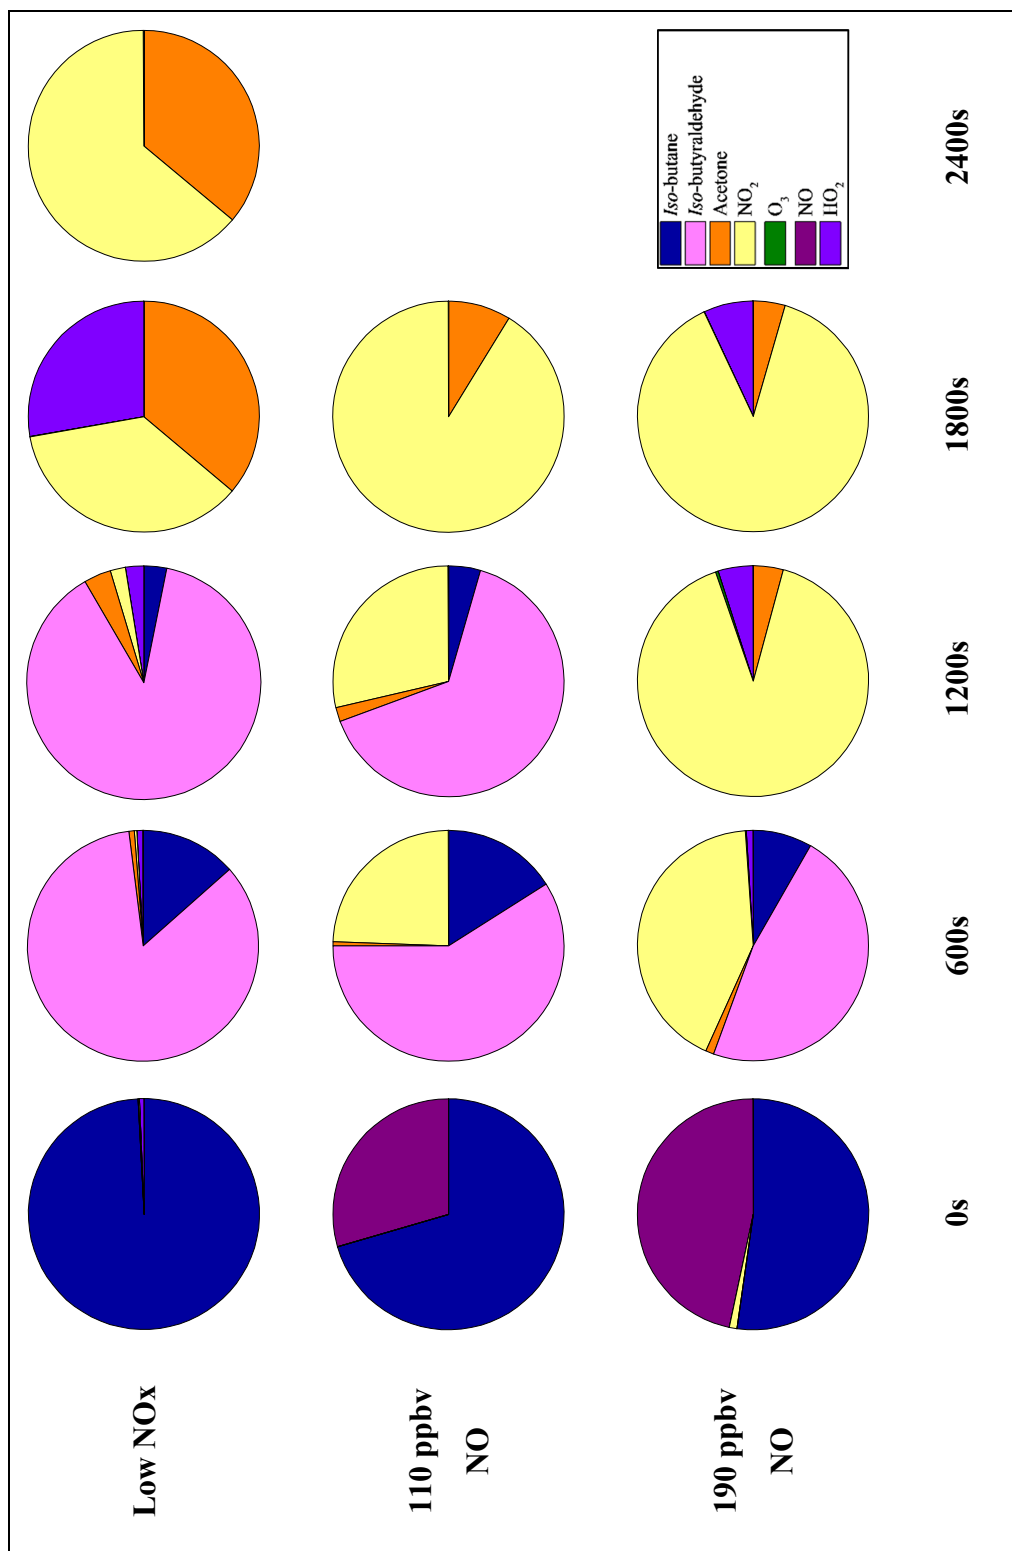 Low NOx
110 ppbv
NO
190 ppbv
NO
0s
600s
1200s
1800s
2400s
Iso-butane
Iso-butyraldehyde
Acetone
NO₂
O₃
NO
HO₂